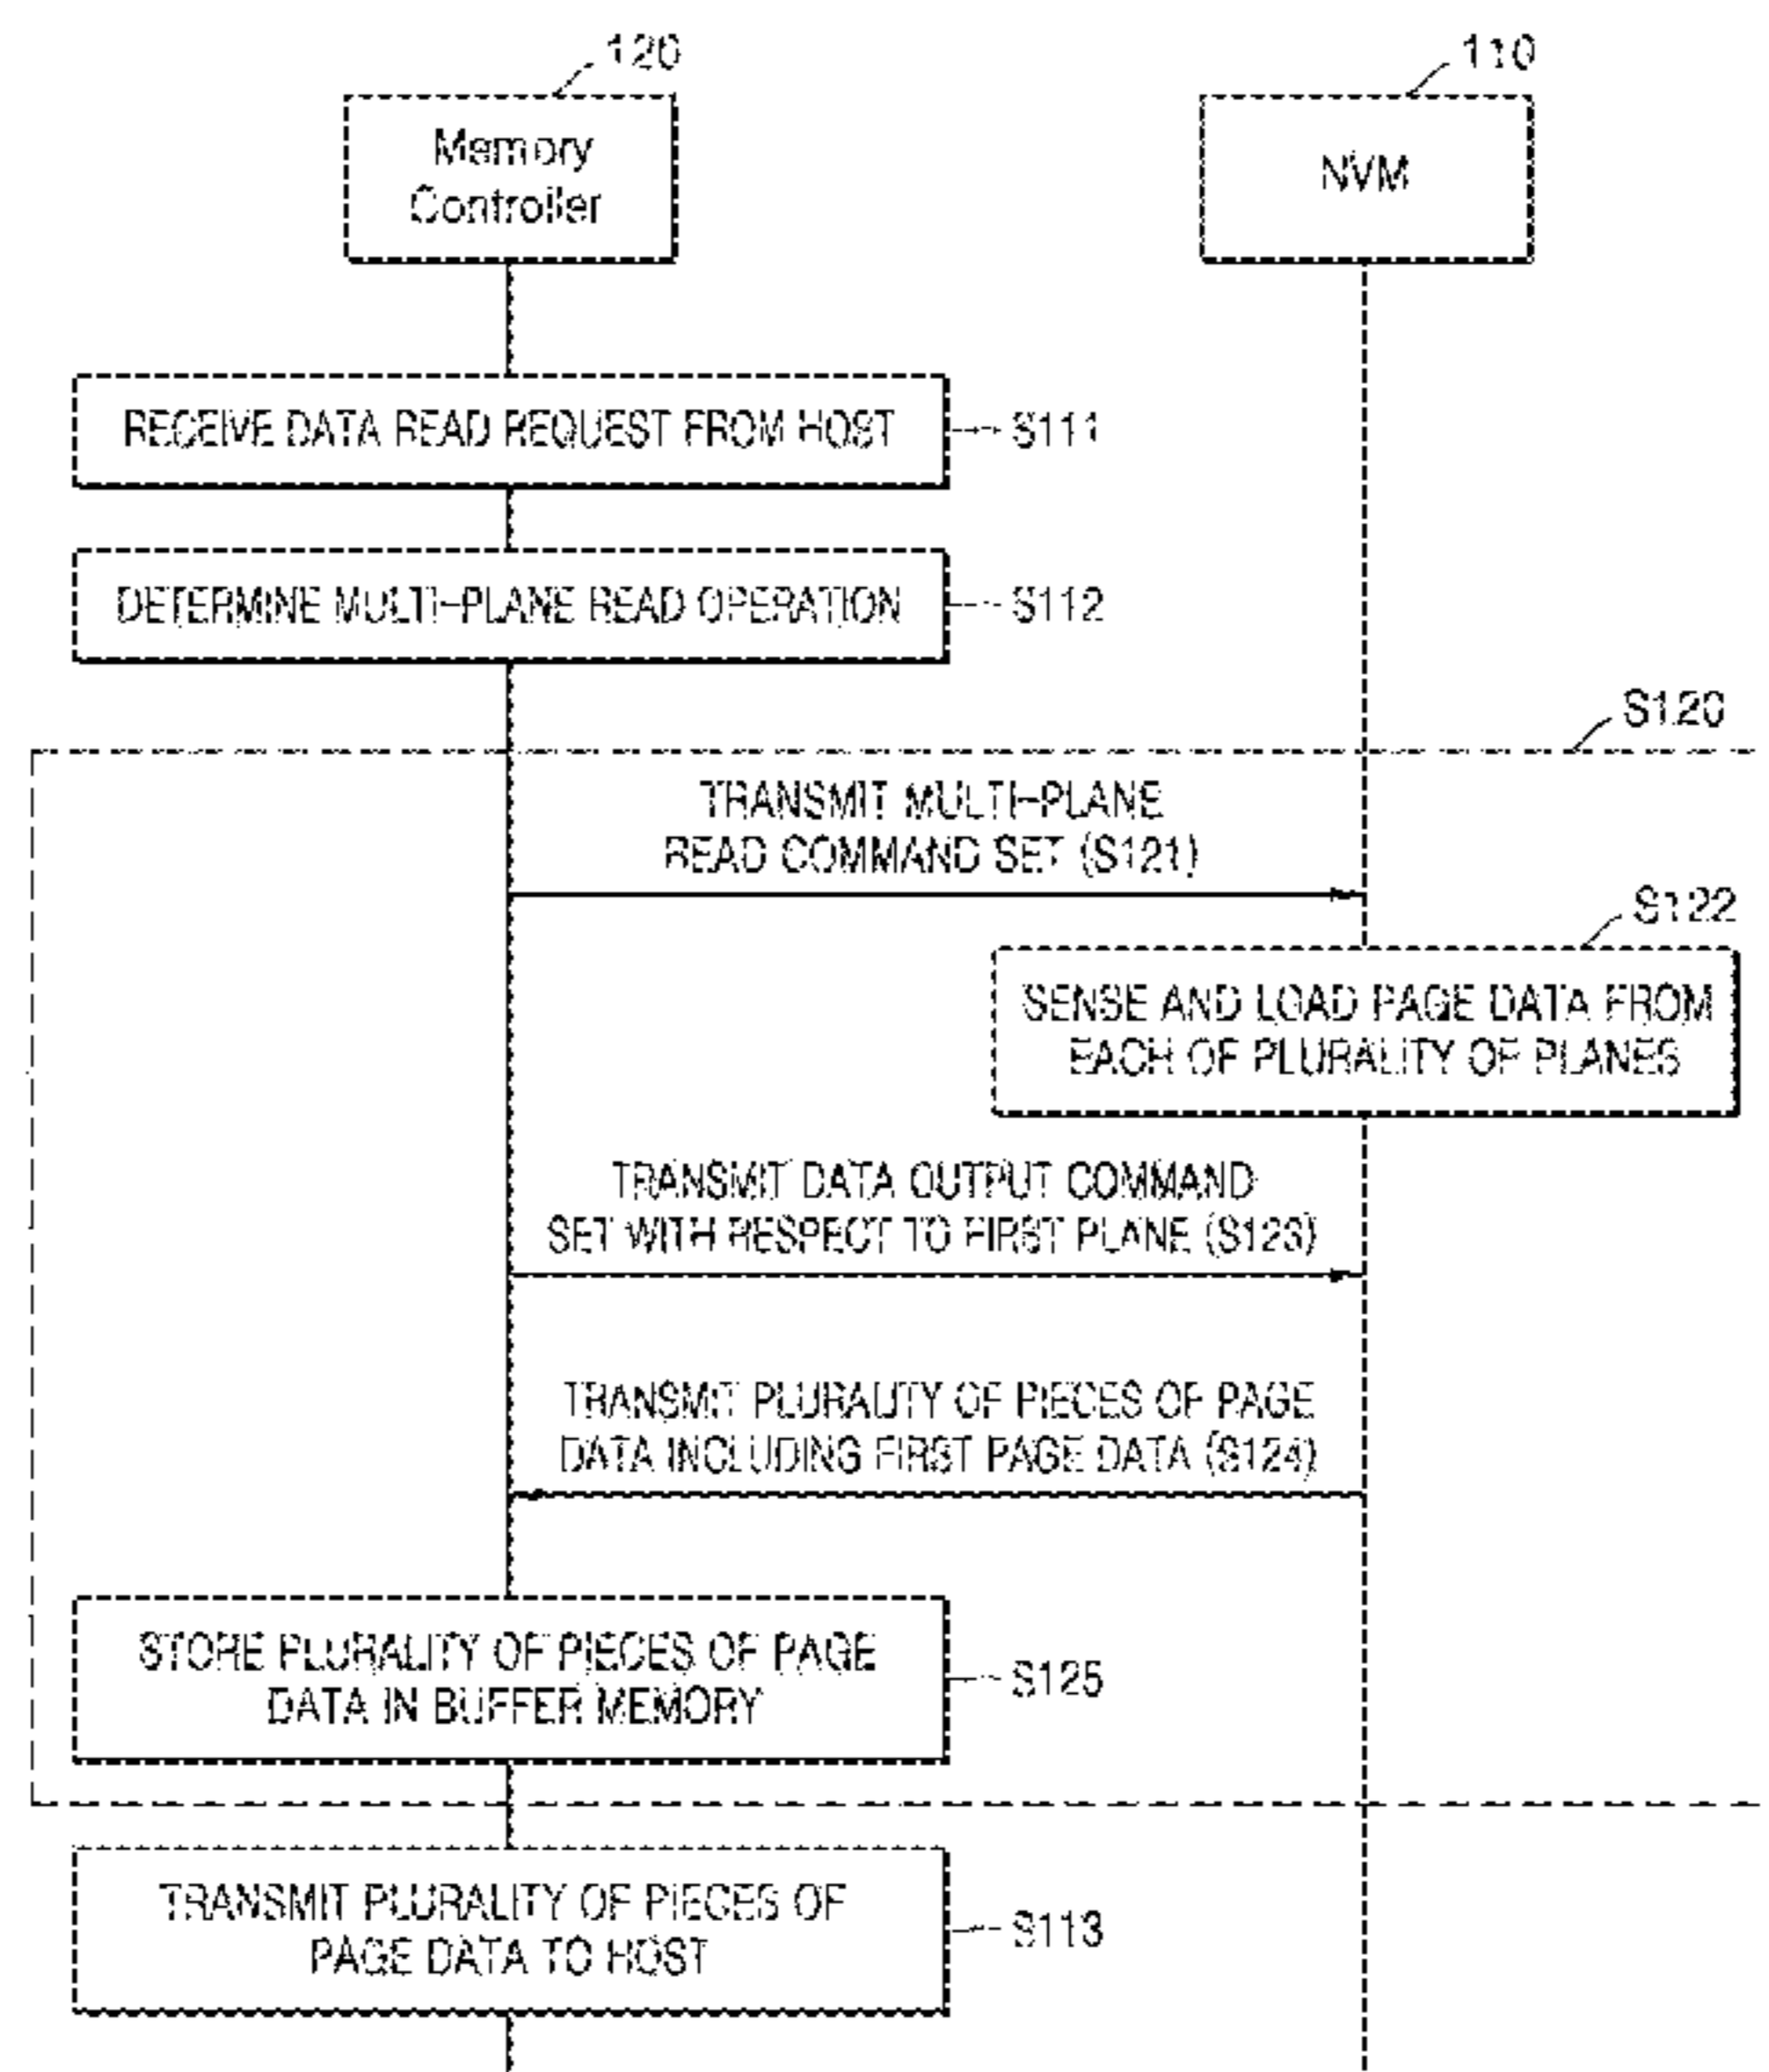 120
110
Memory
Controller
NVM
RECEIVE DATA READ REQUEST FROM HOST
S111
DETERMINE MULTI-PLANE READ OPERATION
S112
S120
TRANSMIT MULTI-PLANE
READ COMMAND SET (S121)
S122
SENSE AND LOAD PAGE DATA FROM
EACH OF PLURALITY OF PLANES
TRANSMIT DATA OUTPUT COMMAND
SET WITH RESPECT TO FIRST PLANE (S123)
TRANSMIT PLURALITY OF PIECES OF PAGE
DATA INCLUDING FIRST PAGE DATA (S124)
STORE PLURALITY OF PIECES OF PAGE
DATA IN BUFFER MEMORY
S125
TRANSMIT PLURALITY OF PIECES OF
PAGE DATA TO HOST
S113